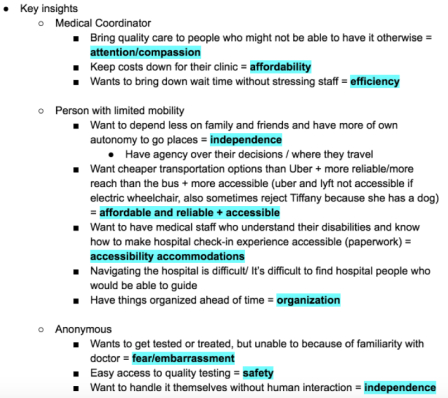 ● Key insights
○ Medical Coordinator
■ Bring quality care to people who might not be able to have it otherwise =
attention/compassion
■ Keep costs down for their clinic = affordability
■ Wants to bring down wait time without stressing staff = efficiency
○ Person with limited mobility
■ Want to depend less on family and friends and have more of own
autonomy to go places = independence
● Have agency over their decisions / where they travel
■ Want cheaper transportation options than Uber + more reliable/more
reach than the bus + more accessible (uber and lyft not accessible if
electric wheelchair, also sometimes reject Tiffany because she has a dog)
= affordable and reliable + accessible
■ Want to have medical staff who understand their disabilities and know
how to make hospital check-in experience accessible (paperwork) =
accessibility accommodations
■ Navigating the hospital is difficult/ It's difficult to find hospital people who
would be able to guide
■ Have things organized ahead of time = organization
○ Anonymous
■ Wants to get tested or treated, but unable to because of familiarity with
doctor = fear/embarrassment
■ Easy access to quality testing = safety
■ Want to handle it themselves without human interaction = independence